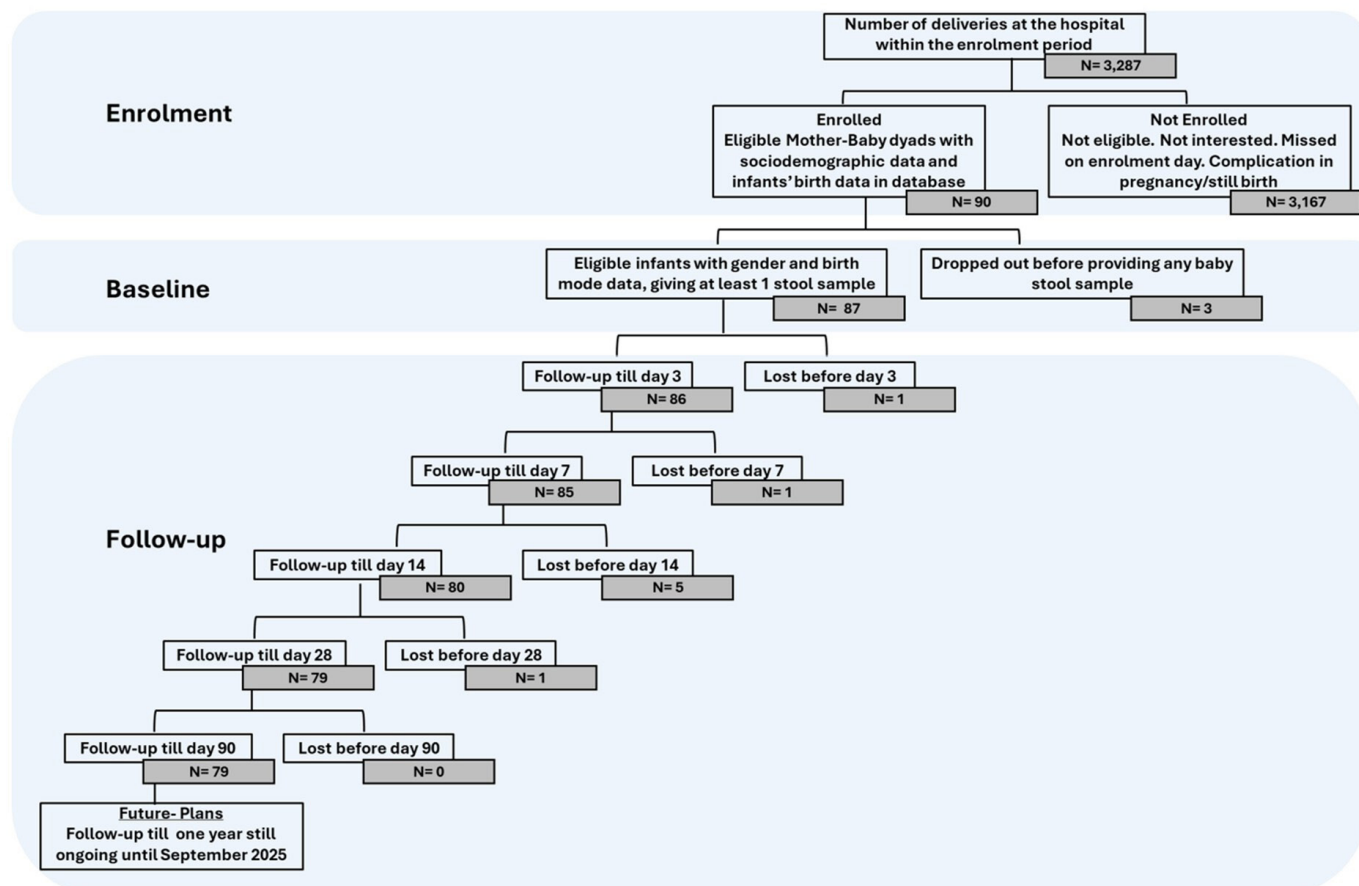 Number of deliveries at the hospital
within the enrolment period
N= 3,287
Enrolment
Enrolled
Eligible Mother-Baby dyads with
sociodemographic data and
infants' birth data in database
N= 90
Not Enrolled
Not eligible. Not interested. Missed
on enrolment day. Complication in
pregnancy/still birth
N= 3,167
Baseline
Eligible infants with gender and birth
mode data, giving at least 1 stool sample
N= 87
Dropped out before providing any baby
stool sample
N= 3
Follow-up till day 3
N= 86
Lost before day 3
N= 1
Follow-up till day 7
N= 85
Lost before day 7
N= 1
Follow-up
Follow-up till day 14
N= 80
Lost before day 14
N= 5
Follow-up till day 28
N= 79
Lost before day 28
N= 1
Follow-up till day 90
N= 79
Lost before day 90
N= 0
Future- Plans
Follow-up till one year still
ongoing until September 2025